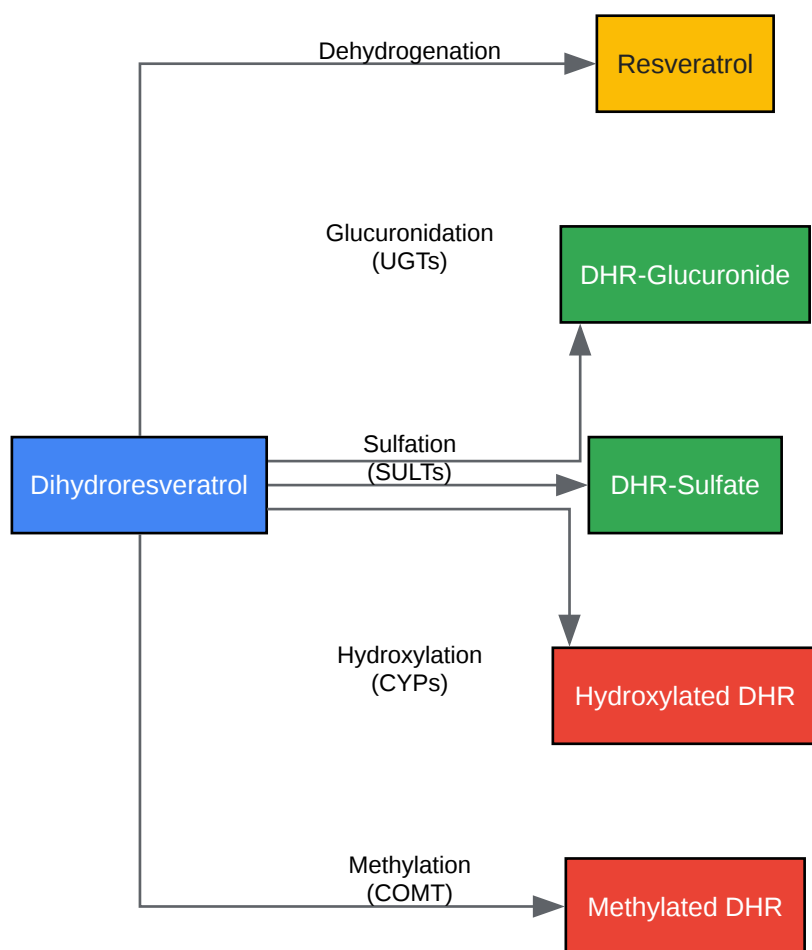 Dehydrogenation
Resveratrol
Glucuronidation
(UGTs)
DHR-Glucuronide
Dihydroresveratrol
Sulfation
(SULTs)
DHR-Sulfate
Hydroxylation
(CYPs)
Hydroxylated DHR
Methylation
(COMT)
Methylated DHR